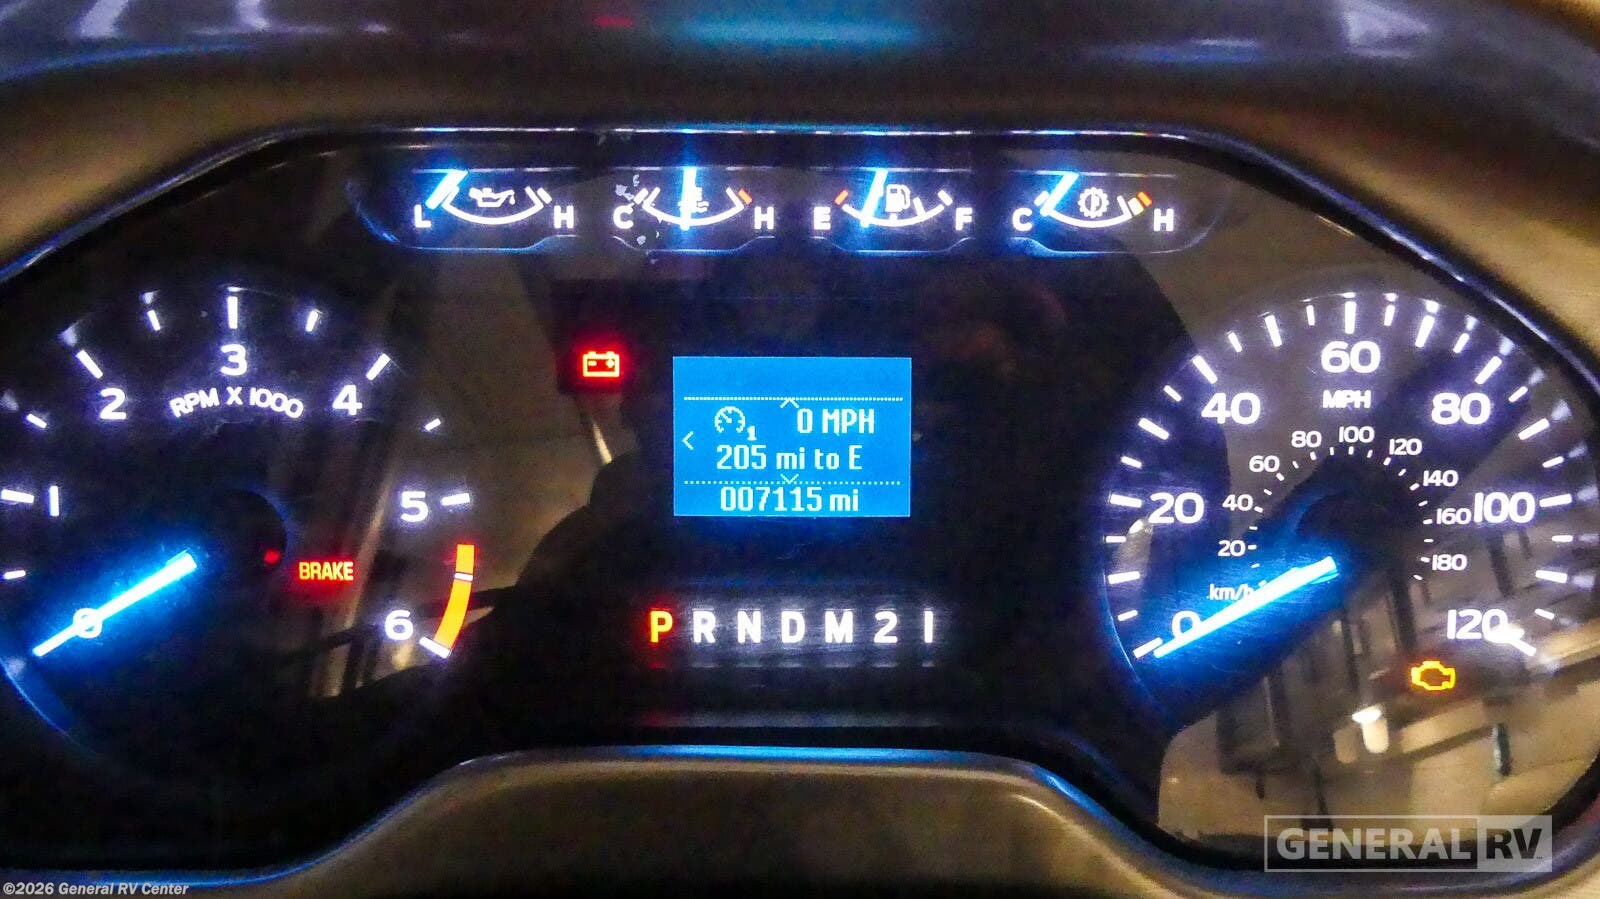 L H
C H
E F
C H
1 2 3 4 5 6
RPM X 1000
0
BRAKE
1 0 MPH
205 mi to E
007115 mi
P R N D M 2 1
0 20 40 60 80 100 120
MPH
20 40 60 80 100 120 140 160 180
km/h
GENERAL RV
©2026 General RV Center